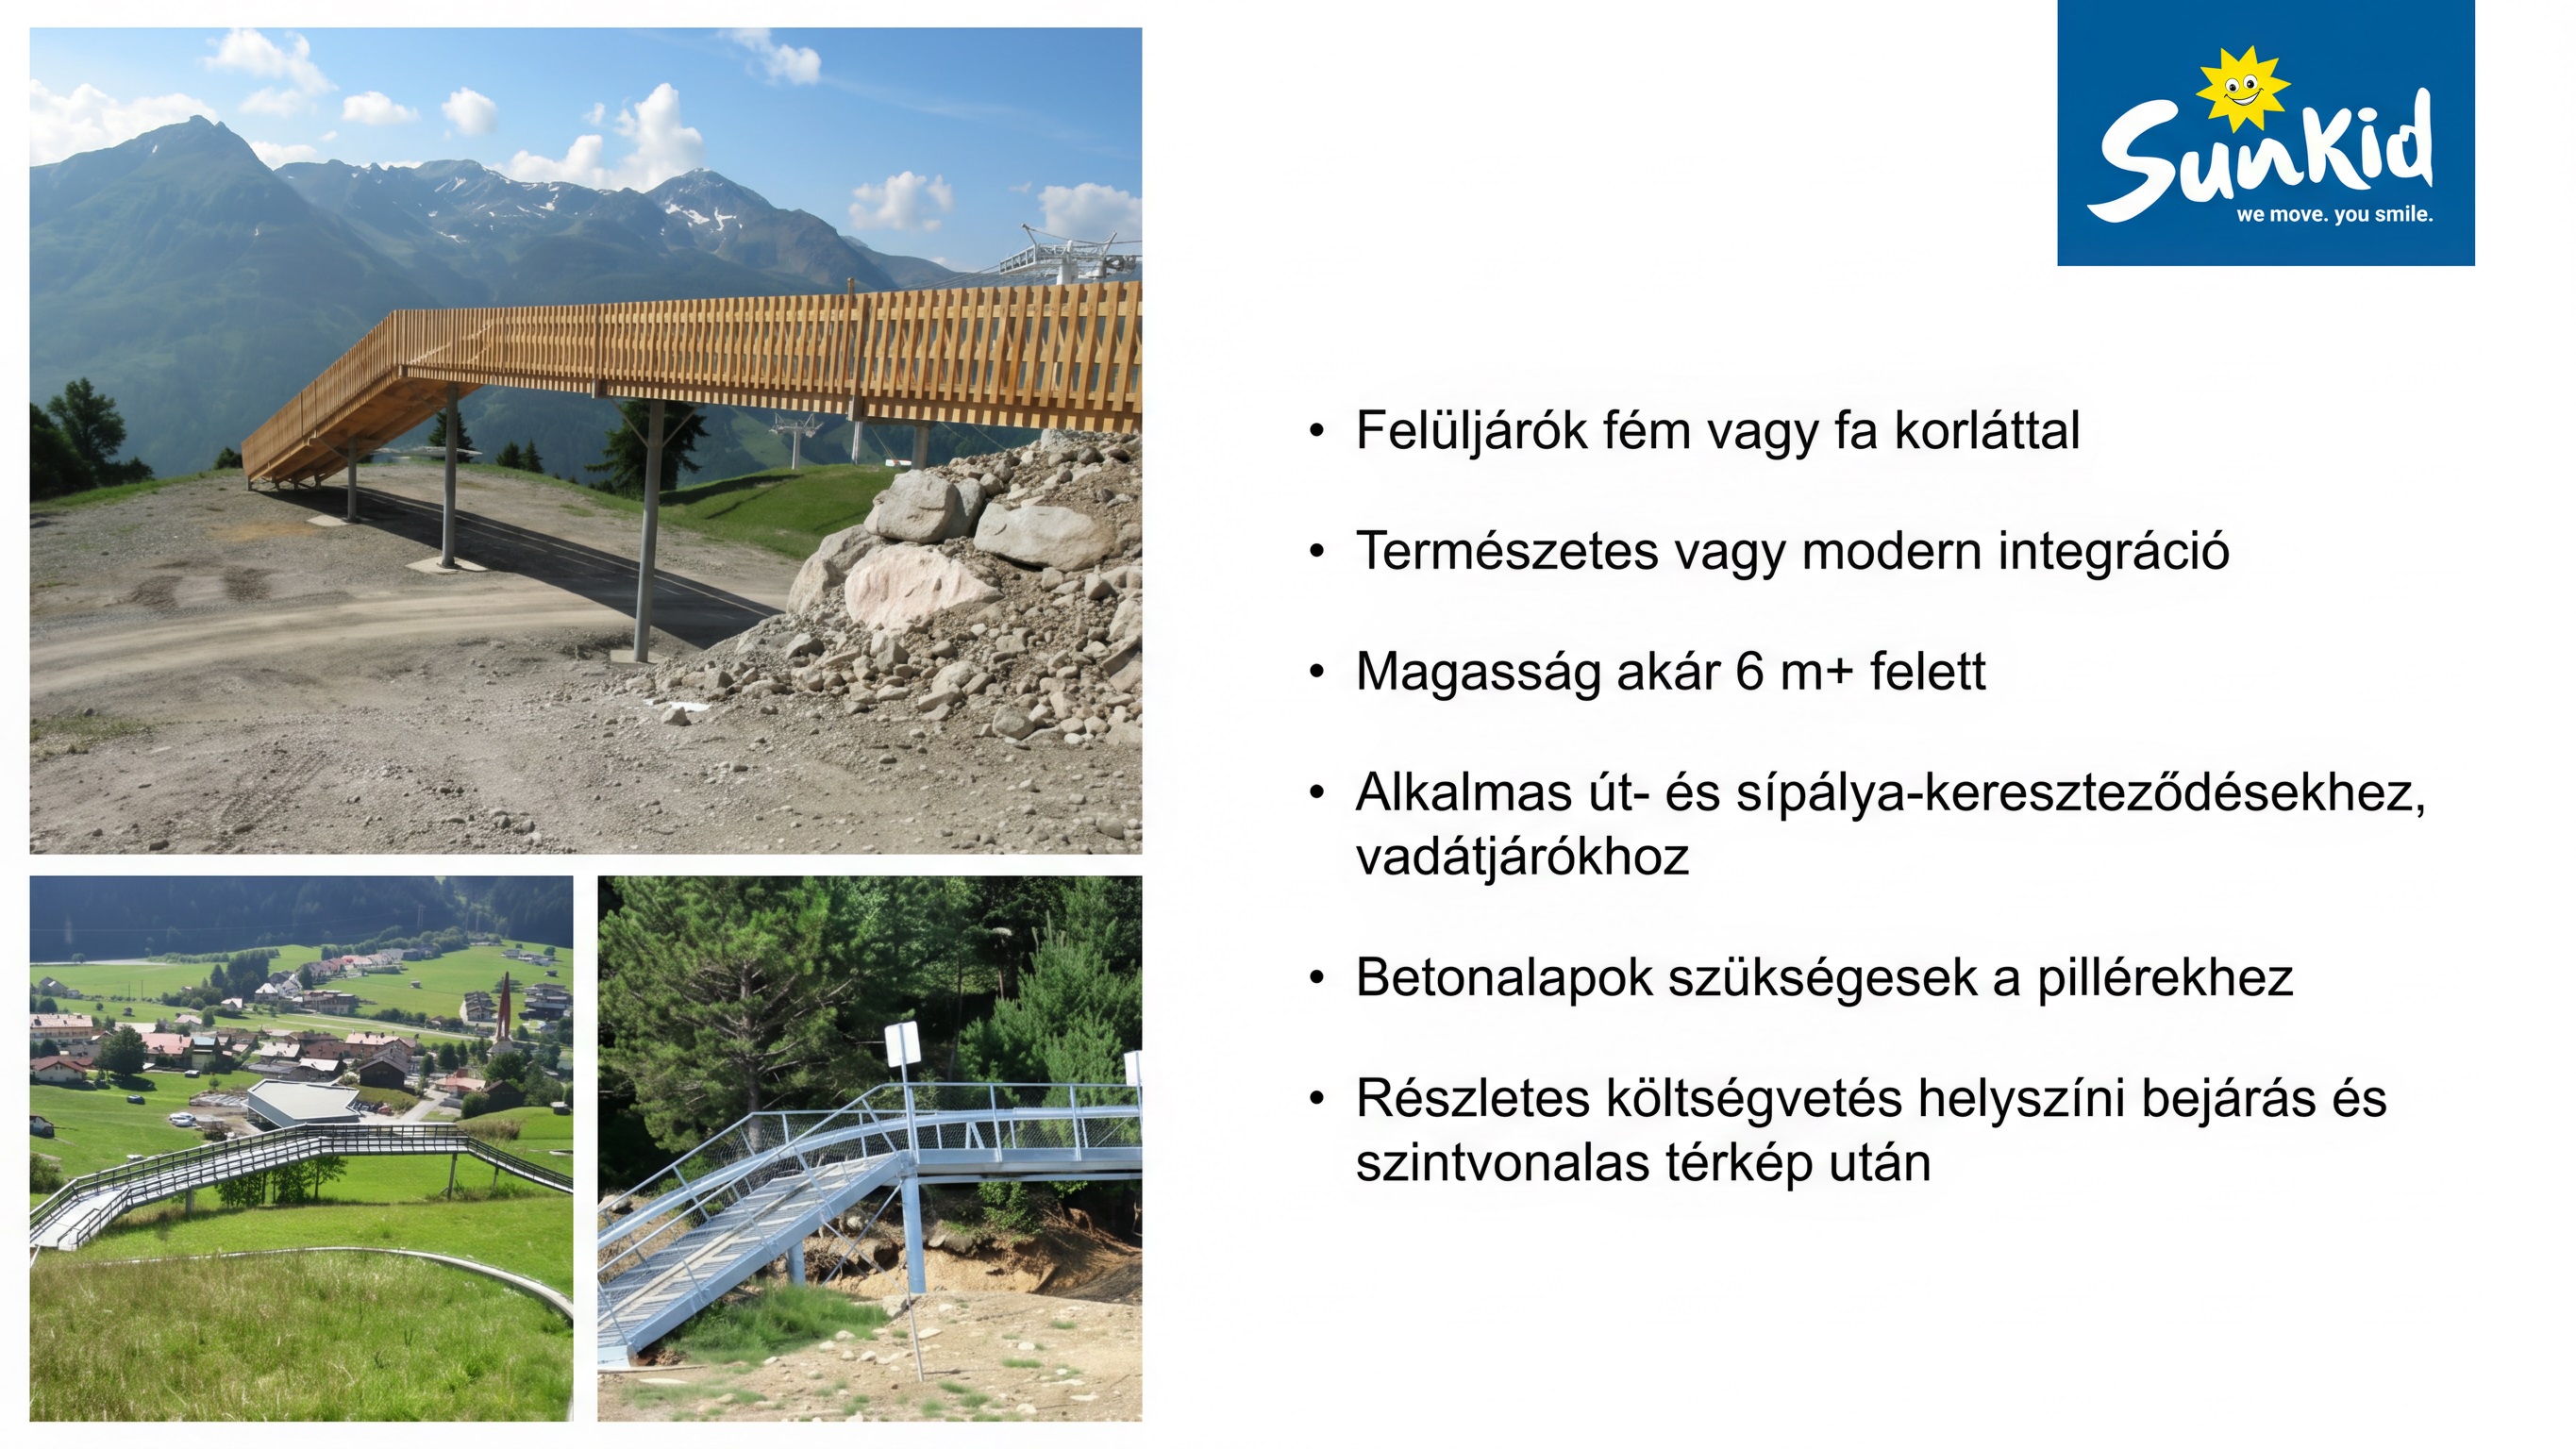 SunKid
we move. you smile.
• Felüljárók fém vagy fa korláttal
• Természetes vagy modern integráció
• Magasság akár 6 m+ felett
• Alkalmas út- és sípálya-kereszteződésekhez,
vadátjárókhoz
• Betonalapok szükségesek a pillérekhez
• Részletes költségvetés helyszíni bejárás és
szintvonalas térkép után